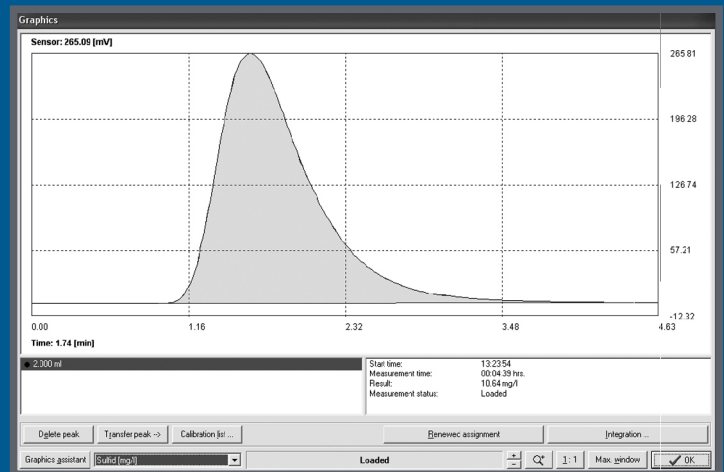 Graphics
Sensor: 265.09 [mV]
265.81
196.28
126.74
57.21
-12.32
0.00 1.16 2.32 3.48 4.63
Time: 1.74 [min]
2.000 ml
Start time: 13:23:54
Measurement time: 00:04:39 hrs.
Result: 10.64 mg/l
Measurement status: Loaded
Delete peak Transfer peak --> Calibration list ... Renewec assignment Integration ...
Graphics assistant Sulfid [mg/l] Loaded + - 1 : 1 Max. window OK